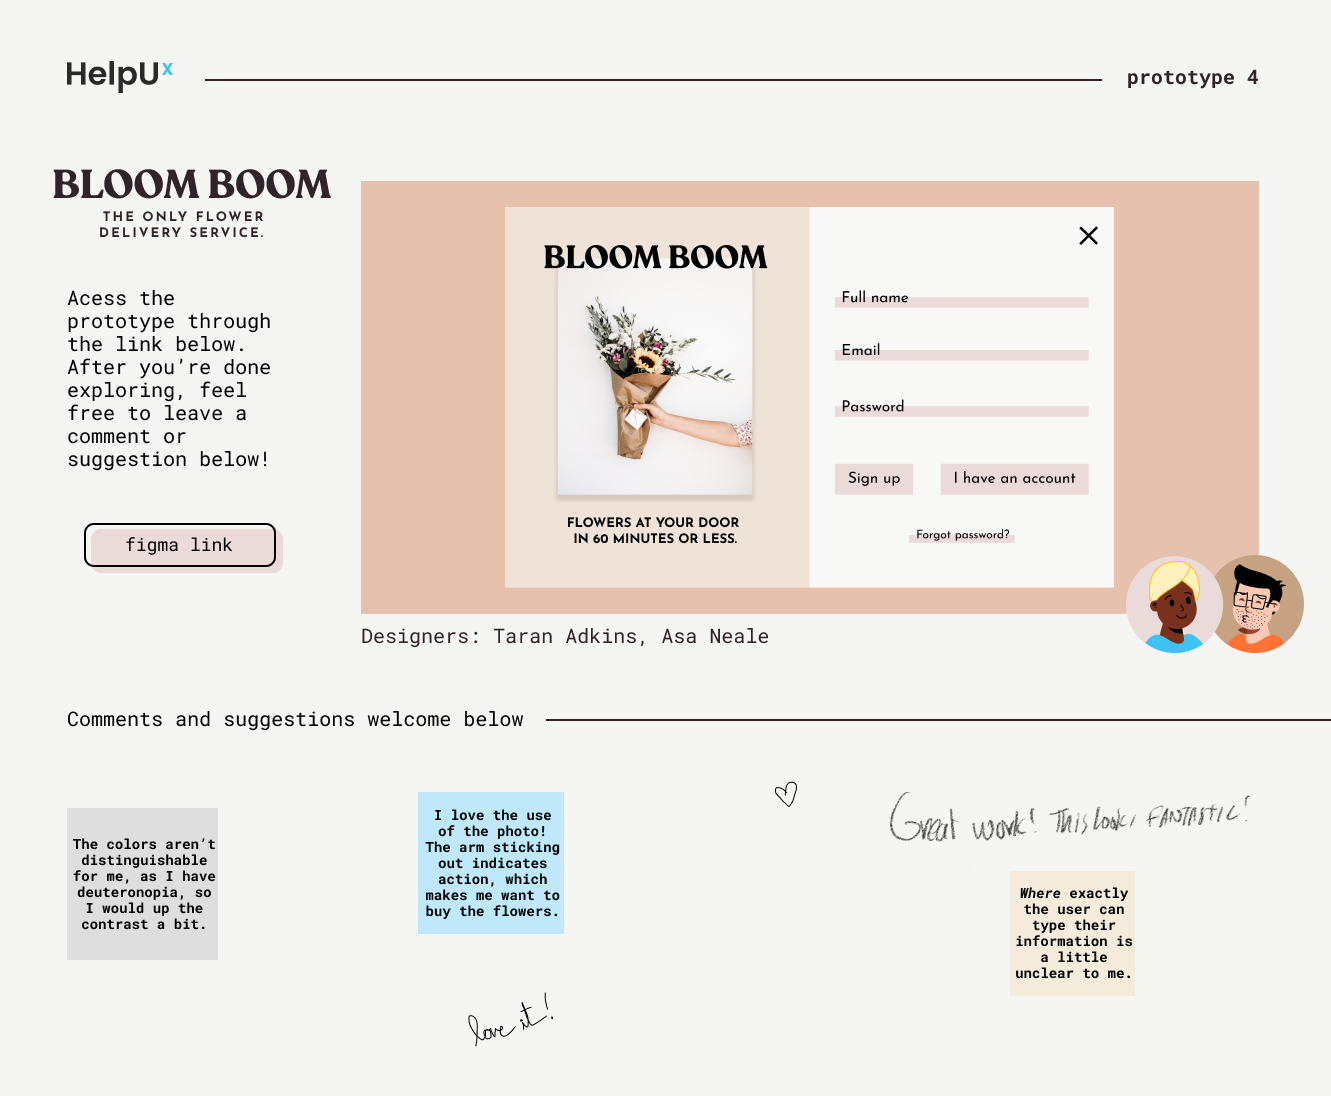 HelpUx
prototype 4
BLOOM BOOM
THE ONLY FLOWER
DELIVERY SERVICE.
Acess the
prototype through
the link below.
After you’re done
exploring, feel
free to leave a
comment or
suggestion below!
figma link
BLOOM BOOM
FLOWERS AT YOUR DOOR
IN 60 MINUTES OR LESS.
Full name
Email
Password
Sign up
I have an account
Forgot password?
Designers: Taran Adkins, Asa Neale
Comments and suggestions welcome below
The colors aren’t
distinguishable
for me, as I have
deuteronopia, so
I would up the
contrast a bit.
I love the use
of the photo!
The arm sticking
out indicates
action, which
makes me want to
buy the flowers.
love it!
Great work! This looks FANTASTIC!
Where exactly
the user can
type their
information is
a little
unclear to me.